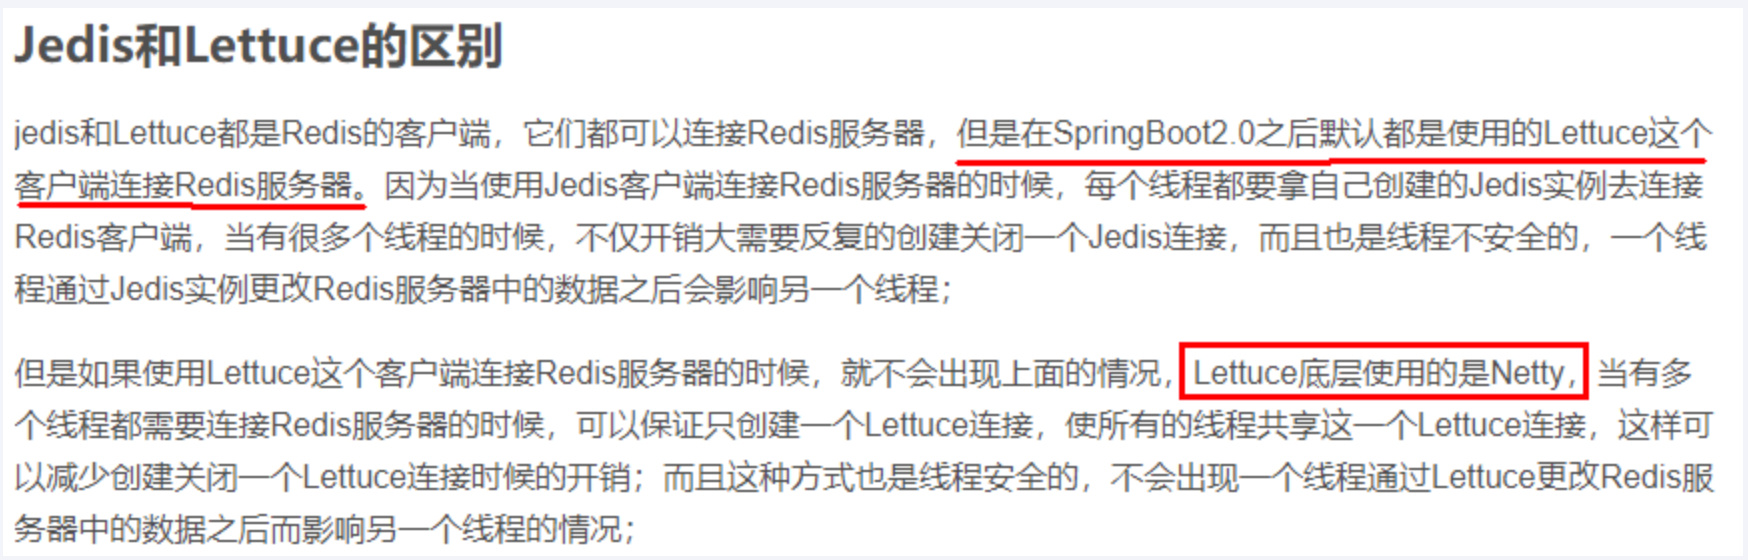 Jedis和Lettuce的区别
jedis和Lettuce都是Redis的客户端，它们都可以连接Redis服务器，但是在SpringBoot2.0之后默认都是使用的Lettuce这个
客户端连接Redis服务器。因为当使用Jedis客户端连接Redis服务器的时候，每个线程都要拿自己创建的Jedis实例去连接
Redis客户端，当有很多个线程的时候，不仅开销大需要反复的创建关闭一个Jedis连接，而且也是线程不安全的，一个线
程通过Jedis实例更改Redis服务器中的数据之后会影响另一个线程；
但是如果使用Lettuce这个客户端连接Redis服务器的时候，就不会出现上面的情况，Lettuce底层使用的是Netty，当有多
个线程都需要连接Redis服务器的时候，可以保证只创建一个Lettuce连接，使所有的线程共享这一个Lettuce连接，这样可
以减少创建关闭一个Lettuce连接时候的开销；而且这种方式也是线程安全的，不会出现一个线程通过Lettuce更改Redis服
务器中的数据之后而影响另一个线程的情况；